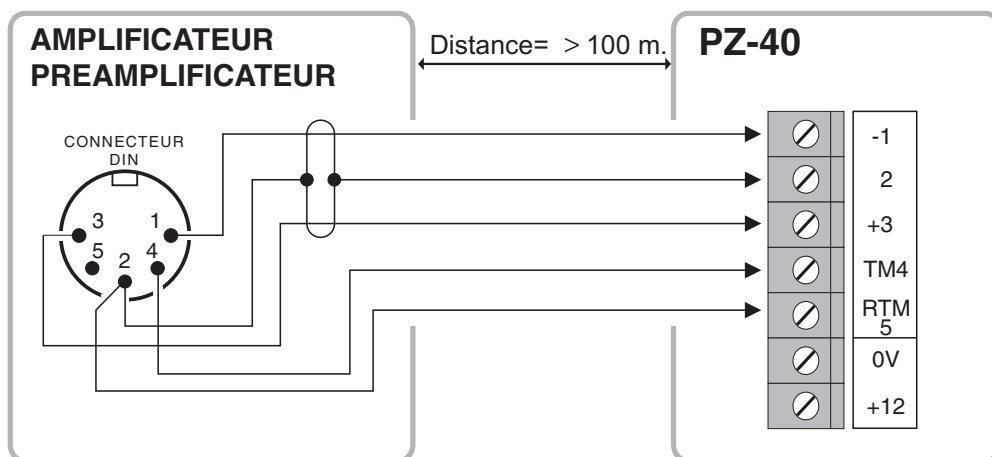 AMPLIFICATEUR
PREAMPLIFICATEUR
Distance= > 100 m.
PZ-40
CONNECTEUR
DIN
3
1
5
2
4
-1
2
+3
TM4
RTM
5
0V
+12